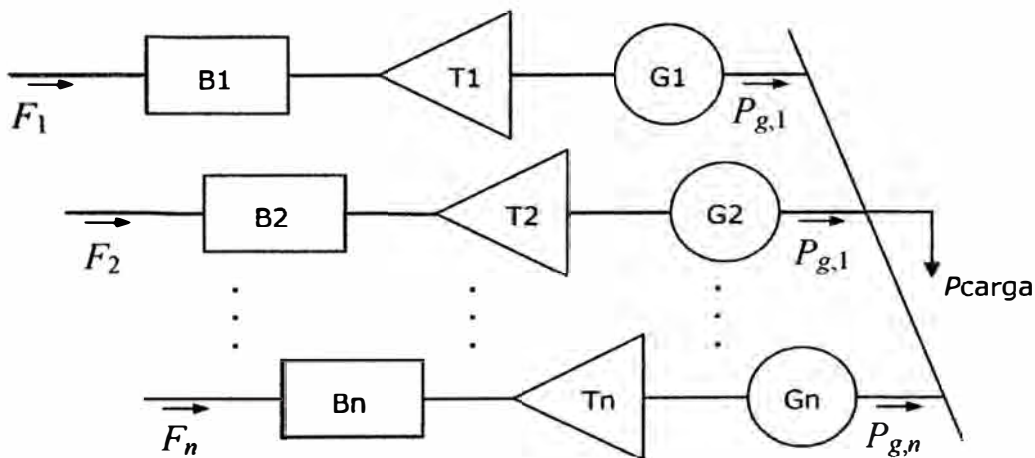 F1 B1 T1 G1 Pg,1
F2 B2 T2 G2 Pg,1
Pcarga
Fn Bn Tn Gn Pg,n